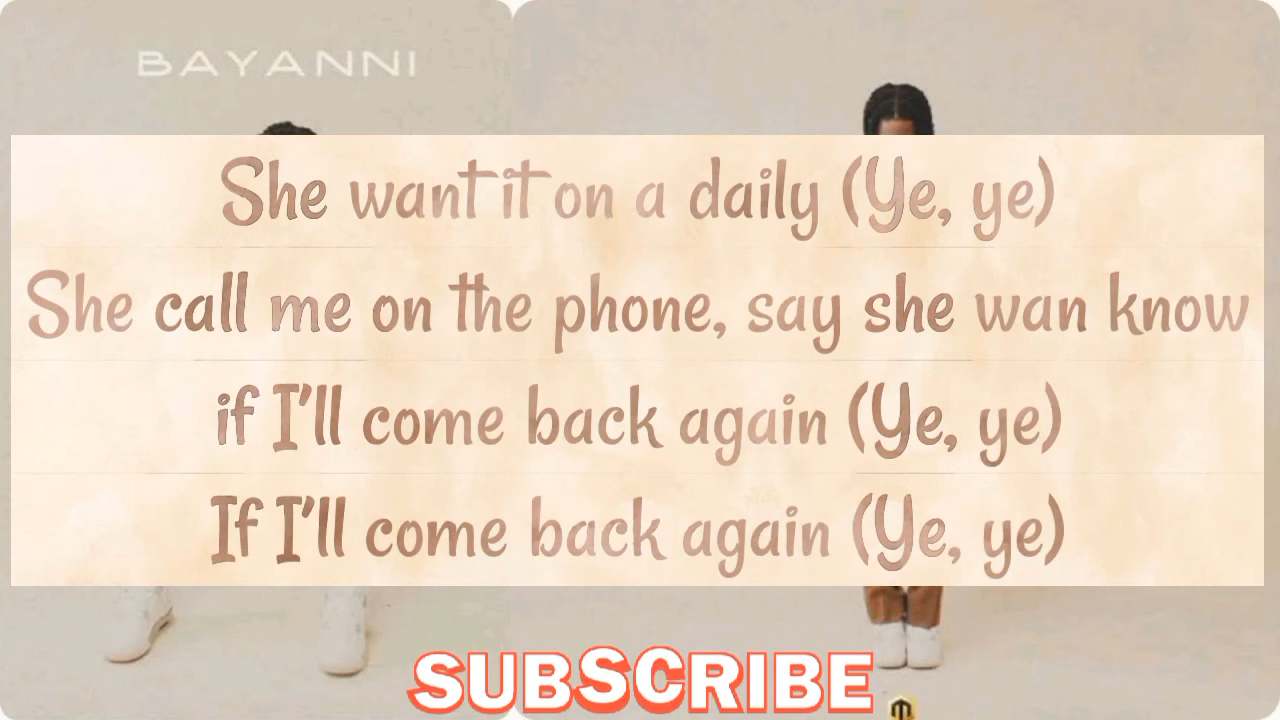 BAYANNI
She want it on a daily (Ye, ye)
She call me on the phone, say she wan know
if I'll come back again (Ye, ye)
If I'll come back again (Ye, ye)
SUBSCRIBE